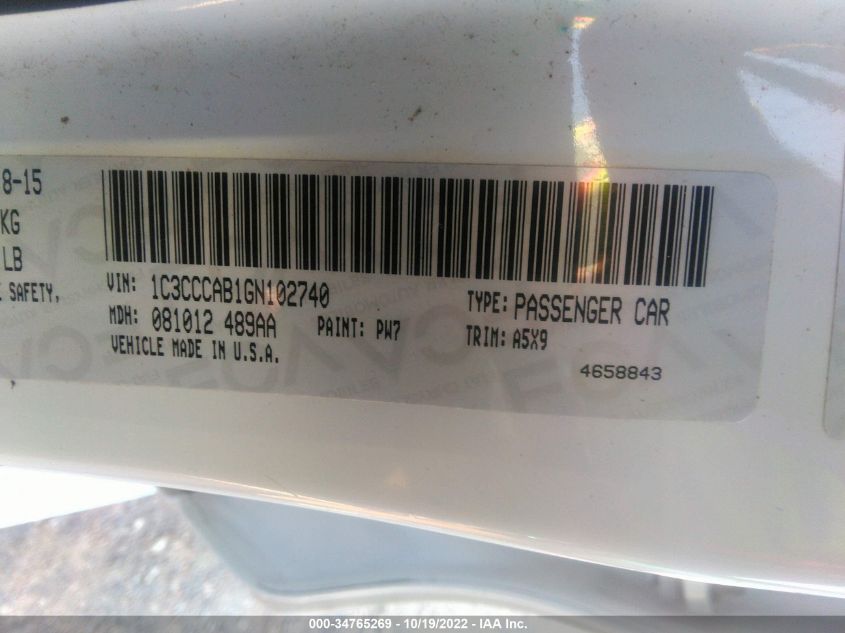 8-15
KG
LB
SAFETY,
VIN: 1C3CCCAB1GN102740
TYPE: PASSENGER CAR
MDH: 081012 489AA
PAINT: PW7
TRIM: A5X9
VEHICLE MADE IN U.S.A.
4658843
000-34765269 - 10/19/2022 - IAA Inc.